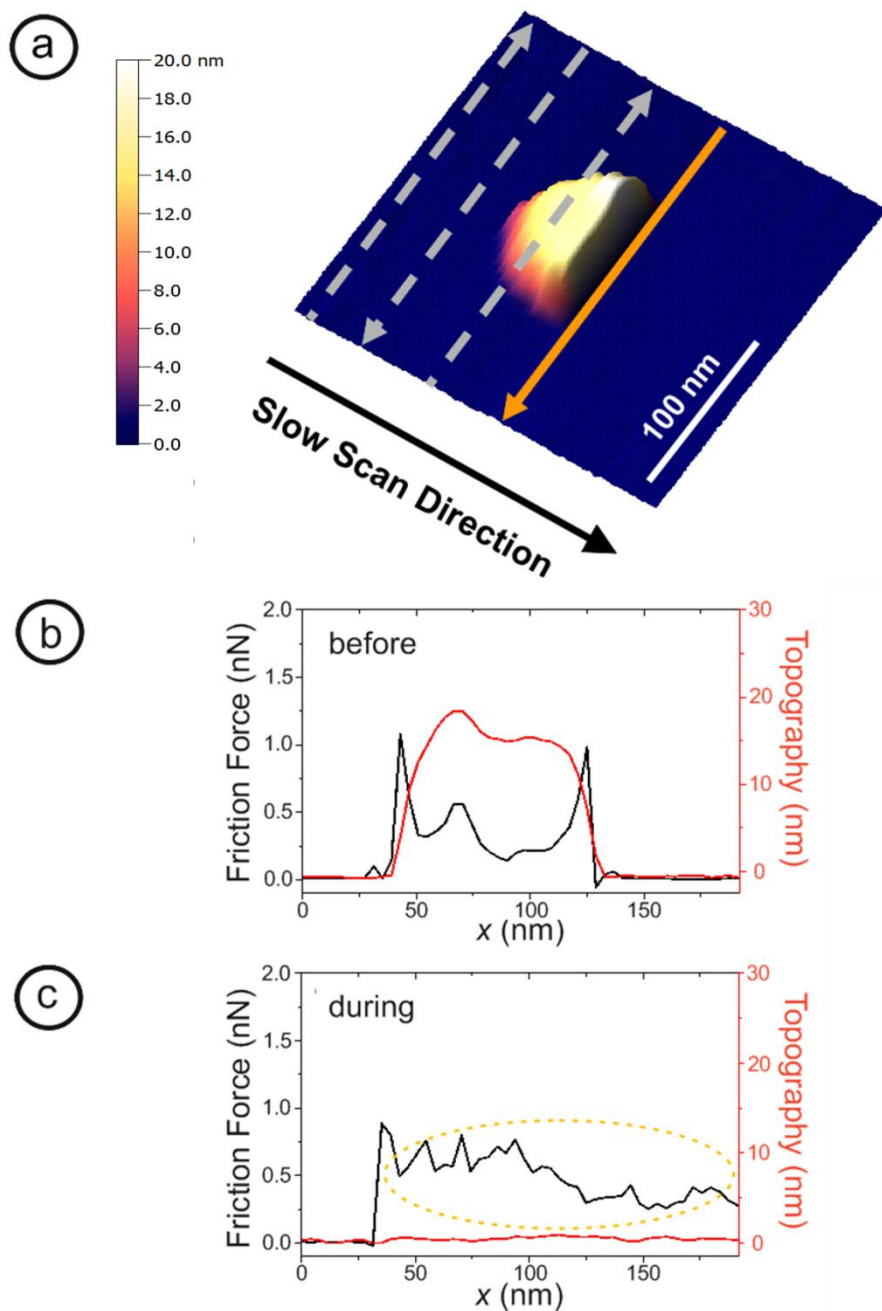 a
20.0 nm
18.0
16.0
14.0
12.0
10.0
8.0
6.0
4.0
2.0
0.0
100 nm
Slow Scan Direction
b
before
Friction Force (nN)
2.0
1.5
1.0
0.5
0.0
Topography (nm)
30
20
10
0
0
50
100
150
x (nm)
c
during
Friction Force (nN)
2.0
1.5
1.0
0.5
0.0
Topography (nm)
30
20
10
0
0
50
100
150
x (nm)